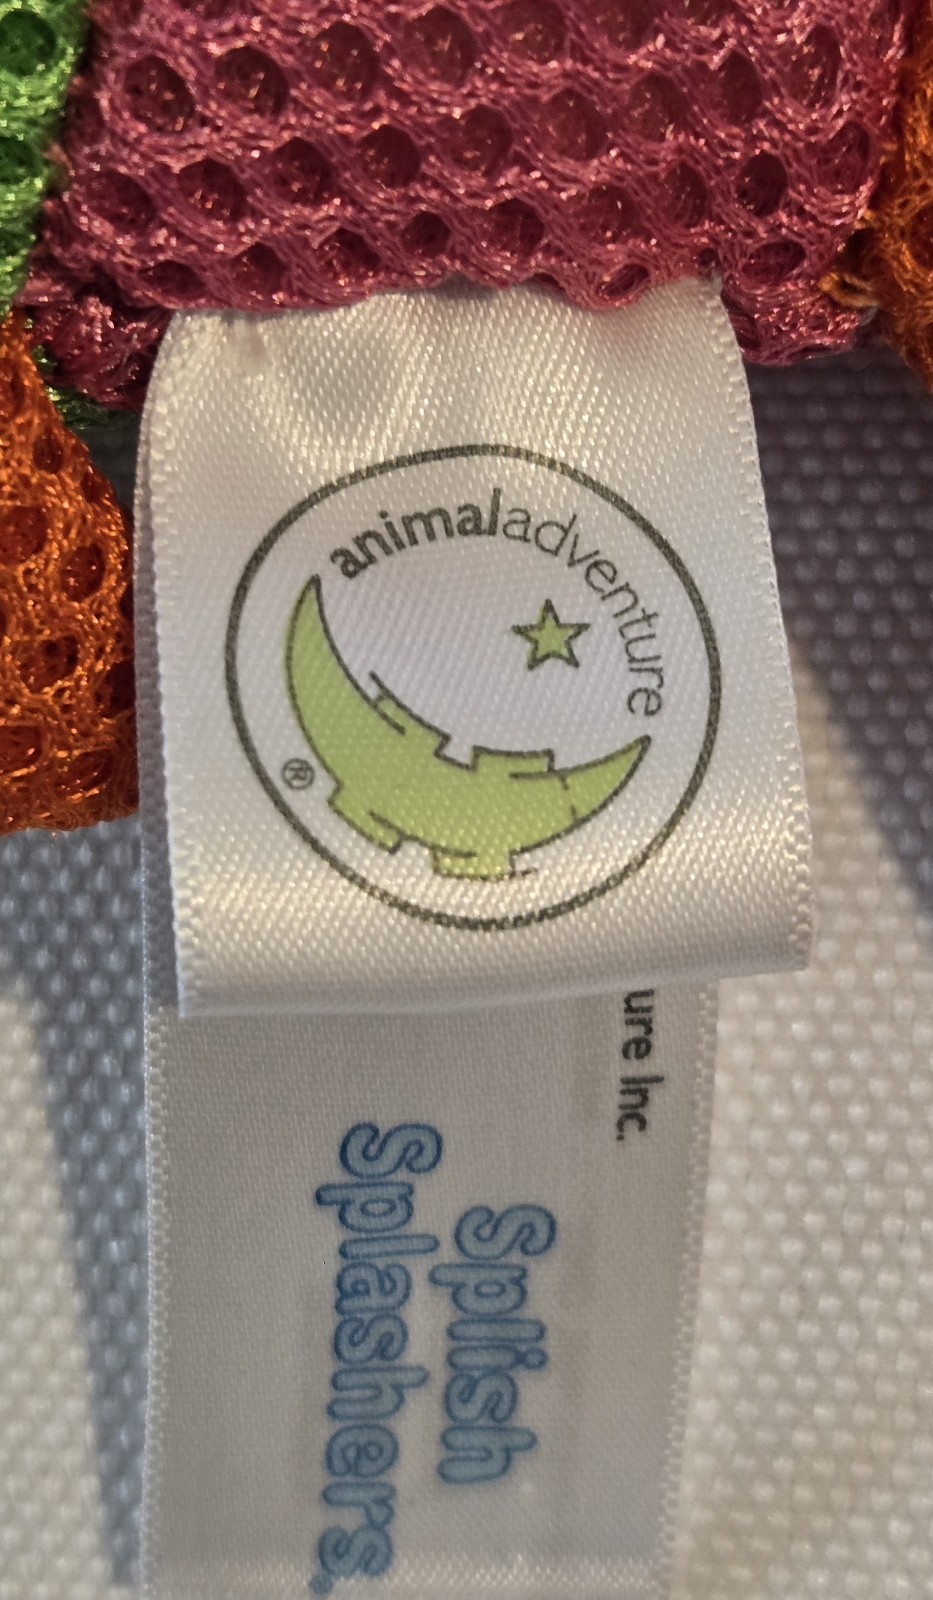 animaladventure
®
ure Inc.
Splish
Splashers.